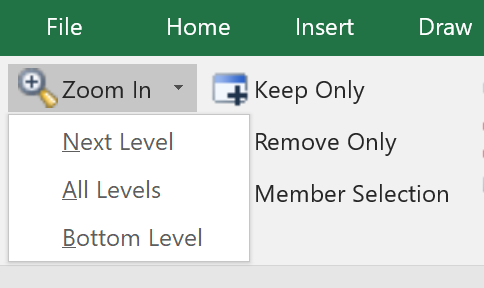 File Home Insert Draw
Zoom In Keep Only
Next Level Remove Only
All Levels Member Selection
Bottom Level